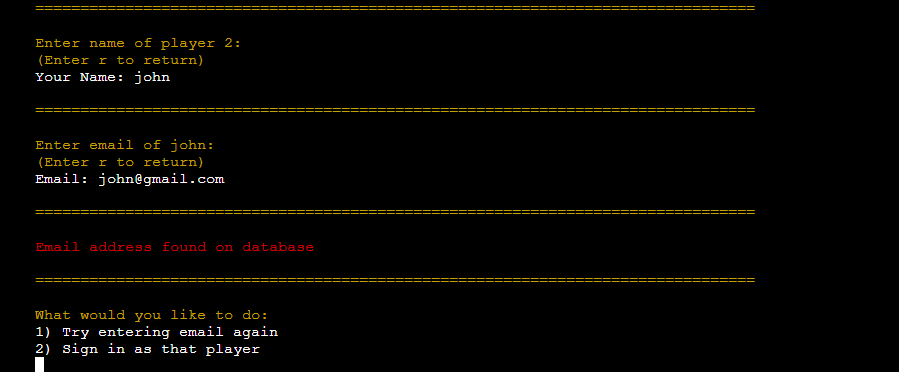 ================================================================================
Enter name of player 2:
(Enter r to return)
Your Name: john
================================================================================
Enter email of john:
(Enter r to return)
Email: john@gmail.com
================================================================================
Email address found on database
================================================================================
What would you like to do:
1) Try entering email again
2) Sign in as that player